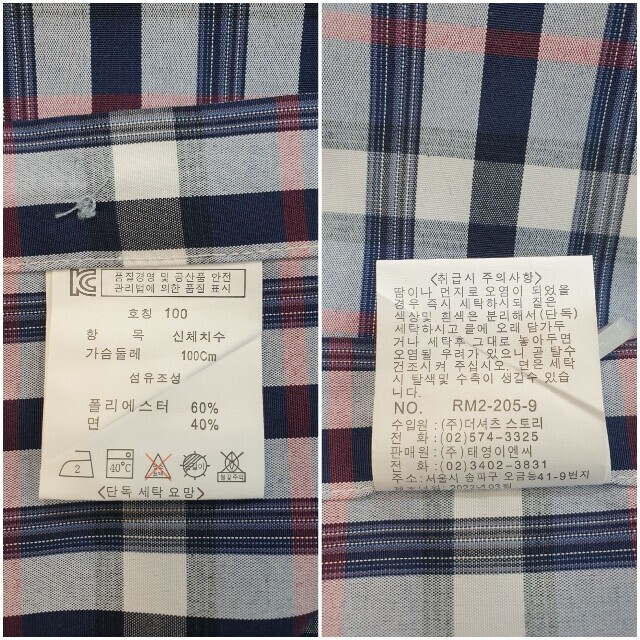 KC 품질경영 및 공산품 안전
관리법에 의한 품질 표시
호칭 100
항 목 신체치수
가슴둘레 100Cm
섬유조성
폴리에스터 60%
면 40%
2
40℃
〈단독 세탁 요망〉
〈취급시 주의사항〉
땀이나 먼지로 오염이 되었을
경우 즉시 세탁하시되 짙은
색상및 흰색은 분리해서(단독)
세탁하시고 물에 오래 담가두
거나 세탁후 그대로 놓아두면
오염될 우려가 있으니 곧 탈수
건조시켜 주십시오. 면은 세탁
시 탈색및 수축이 생길수 있습
니다.
NO. RM2-205-9
수입원 : (주)더셔츠 스토리
전 화 : (02)574-3325
판매원 : (주)태영이엔씨
전 화 : (02)3402-3831
주소: 서울시 송파구 오금동41-9번지